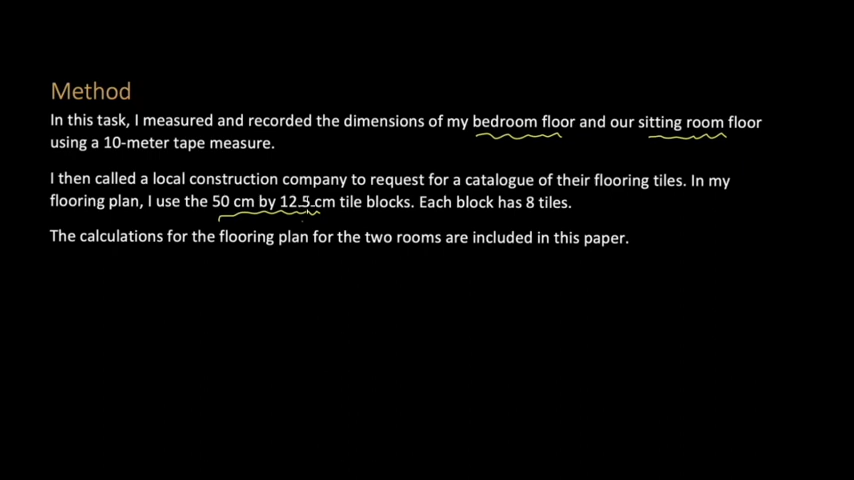 Method
In this task, I measured and recorded the dimensions of my bedroom floor and our sitting room floor
using a 10-meter tape measure.
I then called a local construction company to request for a catalogue of their flooring tiles. In my
flooring plan, I use the 50 cm by 12.5 cm tile blocks. Each block has 8 tiles.
The calculations for the flooring plan for the two rooms are included in this paper.